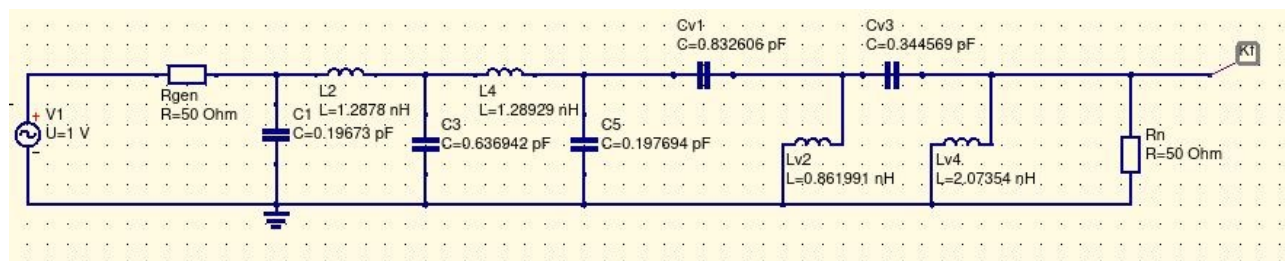 Cv1
C=0.832606 pF
Cv3
C=0.344569 pF
Kf
V1
U=1 V
Rgen
R=50 Ohm
L2
L=1.2878 nH
L4
L=1.28929 nH
C1
C=0.19673 pF
C3
C=0.636942 pF
C5
C=0.197694 pF
Lv2
L=0.861991 nH
Lv4
L=2.07354 nH
Rn
R=50 Ohm